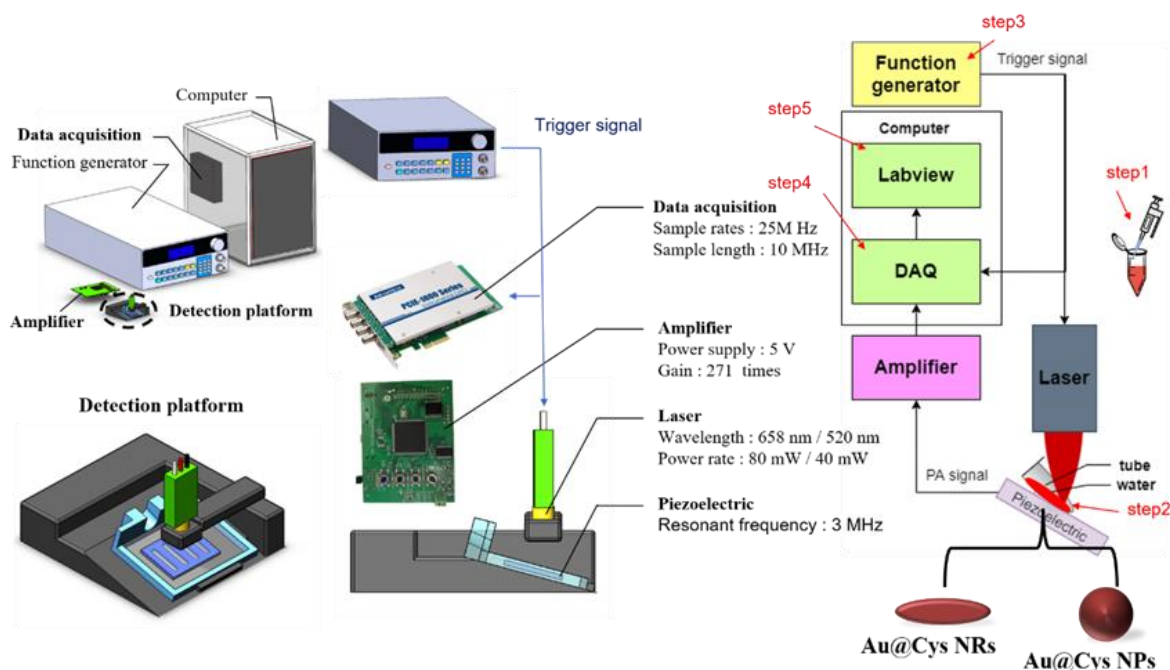 Computer
Data acquisition
Function generator
Amplifier
Detection platform
Detection platform
Trigger signal
Data acquisition
Sample rates : 25M Hz
Sample length : 10 MHz
Amplifier
Power supply : 5 V
Gain : 271 times
Laser
Wavelength : 658 nm / 520 nm
Power rate : 80 mW / 40 mW
Piezoelectric
Resonant frequency : 3 MHz
step3
Function
generator
Trigger signal
step5
Computer
Labview
step4
DAQ
step1
Amplifier
Laser
PA signal
tube
water
Piezoelectric
step2
Au@Cys NRs
Au@Cys NPs